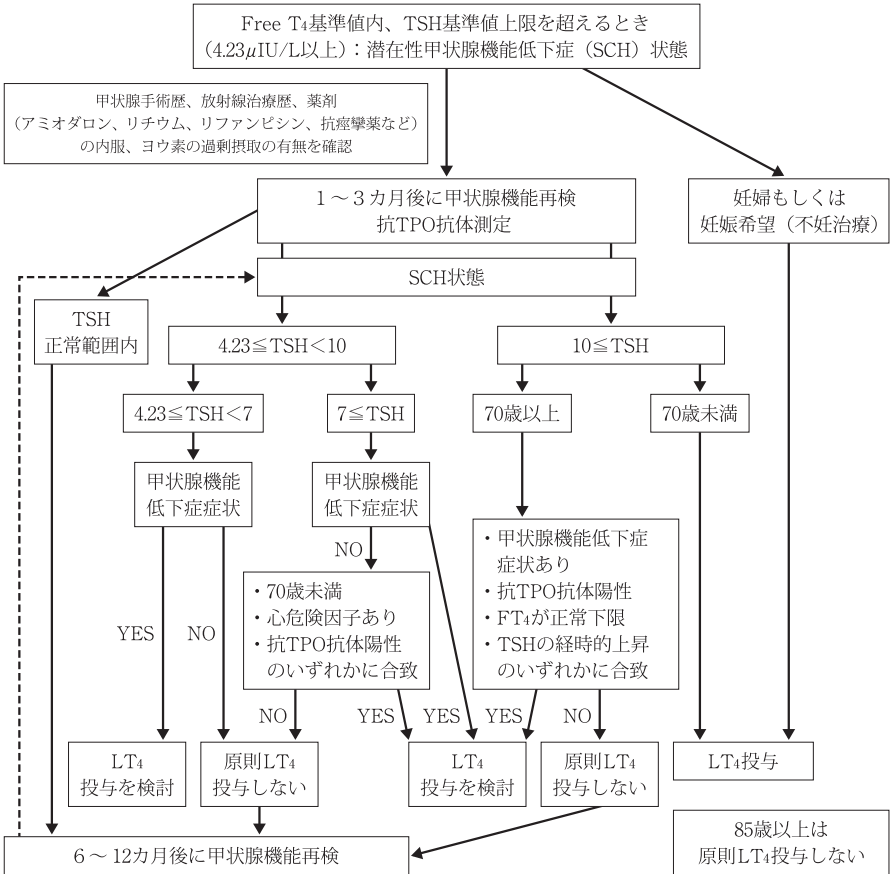 Free T4基準値内、TSH基準値上限を超えるとき
（4.23μIU/L以上）：潜在性甲状腺機能低下症（SCH）状態
甲状腺手術歴、放射線治療歴、薬剤
（アミオダロン、リチウム、リファンピシン、抗痙攣薬など）
の内服、ヨウ素の過剰摂取の有無を確認
１～３カ月後に甲状腺機能再検
抗TPO抗体測定
妊婦もしくは
妊娠希望（不妊治療）
SCH状態
TSH
正常範囲内
4.23≦TSH＜10
10≦TSH
4.23≦TSH＜7
7≦TSH
70歳以上
70歳未満
甲状腺機能
低下症症状
甲状腺機能
低下症症状
NO
・70歳未満
・心危険因子あり
・抗TPO抗体陽性
のいずれかに合致
・甲状腺機能低下症
症状あり
・抗TPO抗体陽性
・FT4が正常下限
・TSHの経時的上昇
のいずれかに合致
YES
NO
NO
YES
YES
YES
NO
LT4
投与を検討
原則LT4
投与しない
LT4
投与を検討
原則LT4
投与しない
LT4投与
６～12カ月後に甲状腺機能再検
85歳以上は
原則LT4投与しない